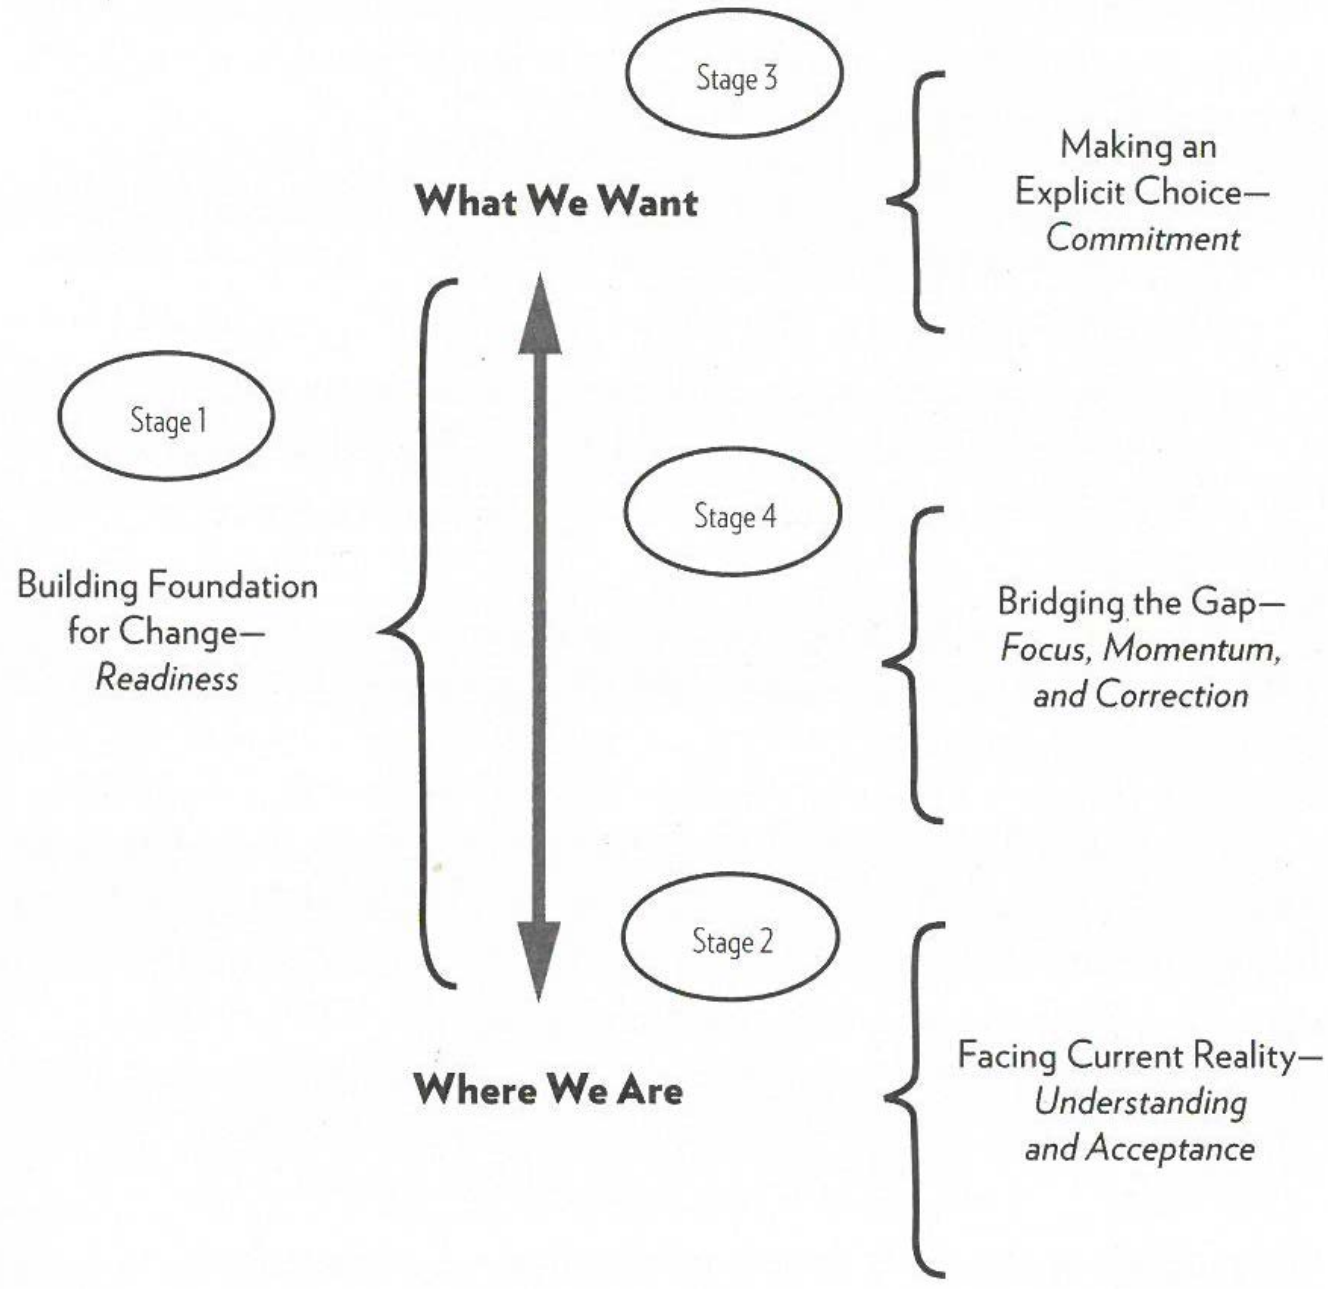 Stage 3
Making an
Explicit Choice—
Commitment
What We Want
Stage 1
Building Foundation
for Change—
Readiness
Stage 4
Bridging the Gap—
Focus, Momentum,
and Correction
Stage 2
Facing Current Reality—
Understanding
and Acceptance
Where We Are